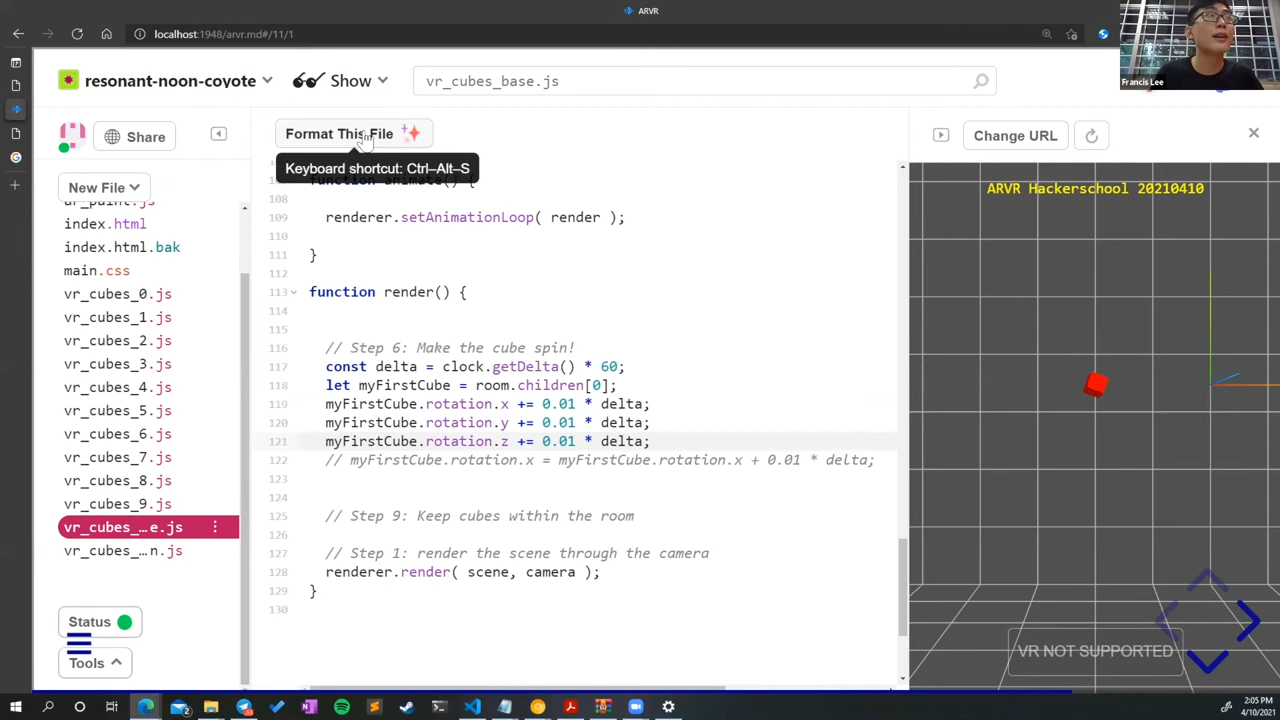 ARVR
localhost:1948/arvr.md#/11/1
Francis Lee
resonant-noon-coyote
Show
vr_cubes_base.js
Share
Format This File
Change URL
Keyboard shortcut: Ctrl–Alt–S
New File
index.html
index.html.bak
main.css
vr_cubes_0.js
vr_cubes_1.js
vr_cubes_2.js
vr_cubes_3.js
vr_cubes_4.js
vr_cubes_5.js
vr_cubes_6.js
vr_cubes_7.js
vr_cubes_8.js
vr_cubes_9.js
vr_cubes_…e.js
vr_cubes_…n.js
Status
Tools
function animate() {
108
109 renderer.setAnimationLoop( render );
110
111 }
112
113 function render() {
114
115
116 // Step 6: Make the cube spin!
117 const delta = clock.getDelta() * 60;
118 let myFirstCube = room.children[0];
119 myFirstCube.rotation.x += 0.01 * delta;
120 myFirstCube.rotation.y += 0.01 * delta;
121 myFirstCube.rotation.z += 0.01 * delta;
122 // myFirstCube.rotation.x = myFirstCube.rotation.x + 0.01 * delta;
123
124
125 // Step 9: Keep cubes within the room
126
127 // Step 1: render the scene through the camera
128 renderer.render( scene, camera );
129 }
130
ARVR Hackerschool 20210410
VR NOT SUPPORTED
2:05 PM
4/10/2021